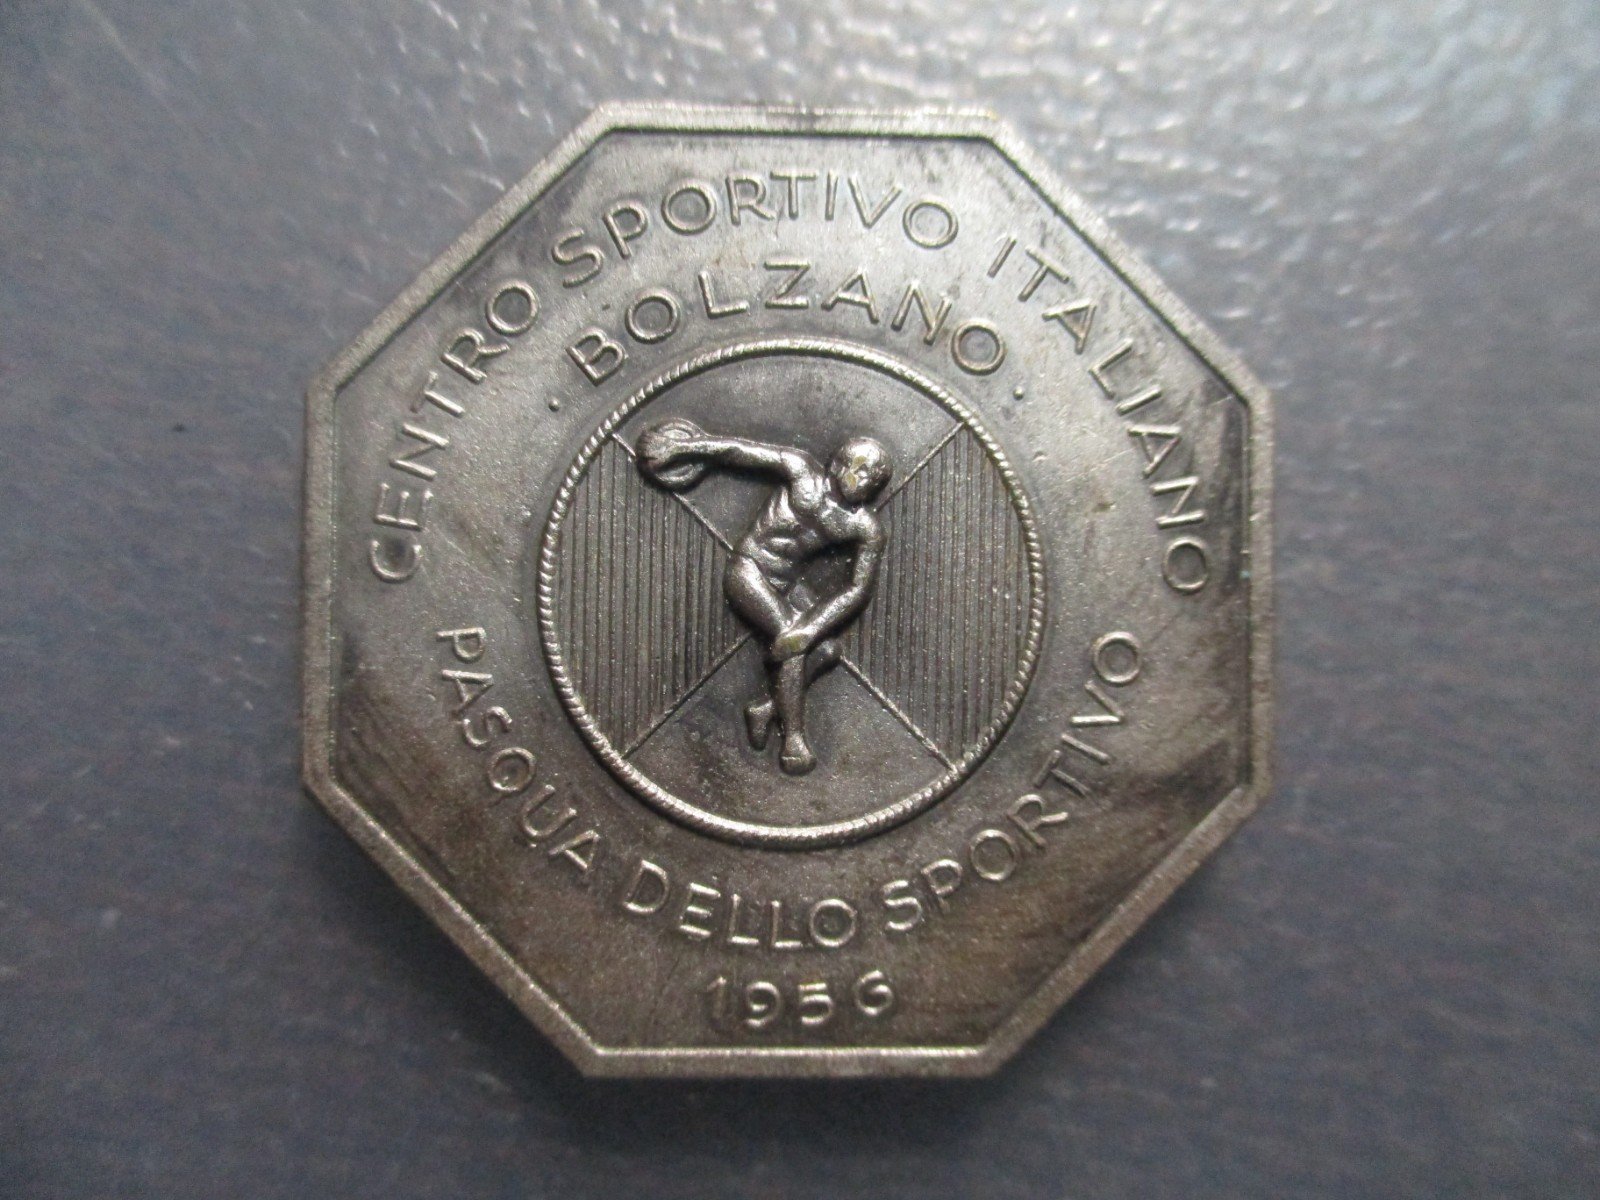 CENTRO SPORTIVO ITALIANO
· BOLZANO ·
PASQUA DELLO SPORTIVO
1956